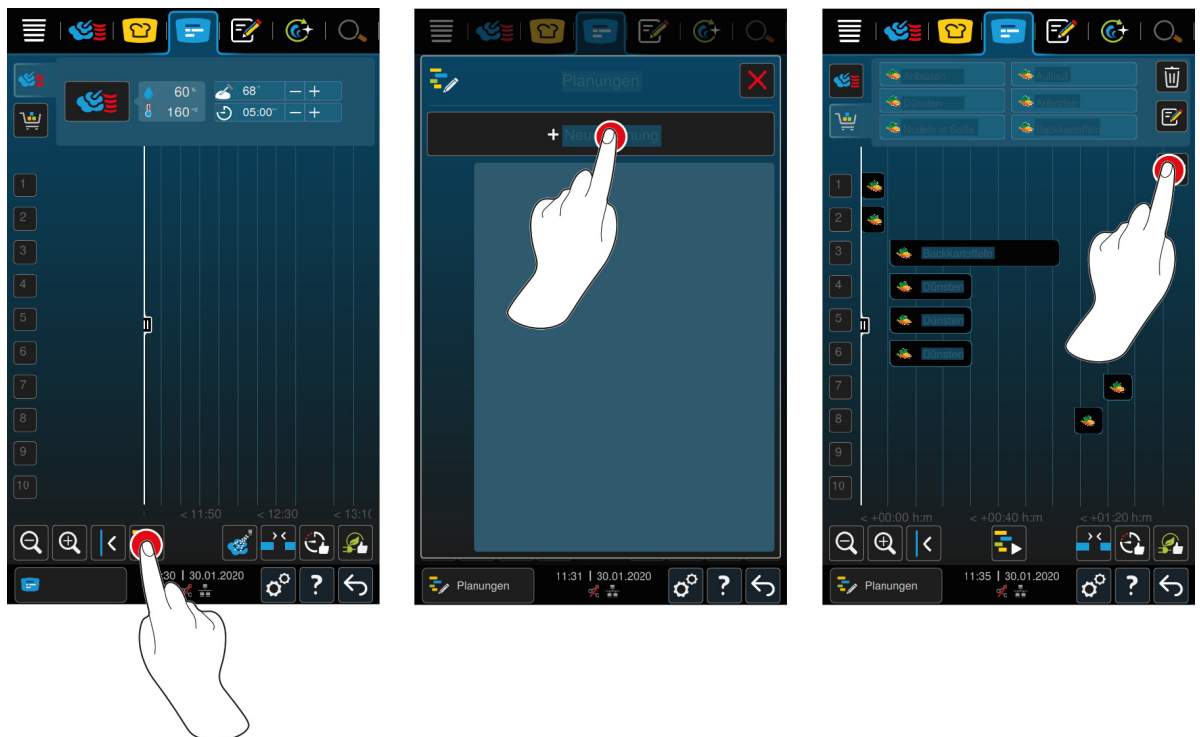 60 %
68°
160 °C
05:00
1
2
3
4
5
6
7
8
9
10
< 11:50
< 12:30
< 13:10
:30 | 30.01.2020
?
Planungen
+ Neu nung
Planungen
11:31 | 30.01.2020
?
Anbraten
Auflauf
Dünsten
Anbraten
Nudeln in Soße
Backkartoffeln
1
2
3
Backkartoffeln
4
Dünsten
5
Dünsten
6
Dünsten
7
8
9
10
< +00:00 h:m
< +00:40 h:m
< +01:20 h:m
Planungen
11:35 | 30.01.2020
?